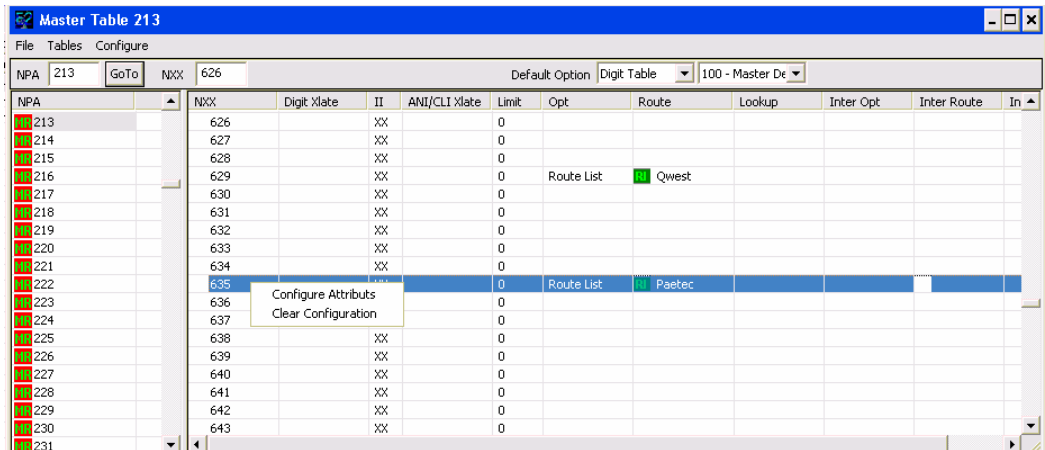 Master Table 213
File Tables Configure
NPA 213 GoTo NXX 626 Default Option Digit Table 100 - Master De
NPA NXX Digit Xlate II ANI/CLI Xlate Limit Opt Route Lookup Inter Opt Inter Route In
MR 213 626 XX 0
MR 214 627 XX 0
MR 215 628 XX 0
MR 216 629 XX 0 Route List Rl Qwest
MR 217 630 XX 0
MR 218 631 XX 0
MR 219 632 XX 0
MR 220 633 XX 0
MR 221 634 XX 0
MR 222 635 0 Route List Rl Paetec
Configure Attributs
Clear Configuration
MR 223 636 0
MR 224 637 0
MR 225 638 XX 0
MR 226 639 XX 0
MR 227 640 XX 0
MR 228 641 XX 0
MR 229 642 XX 0
MR 230 643 XX 0
MR 231